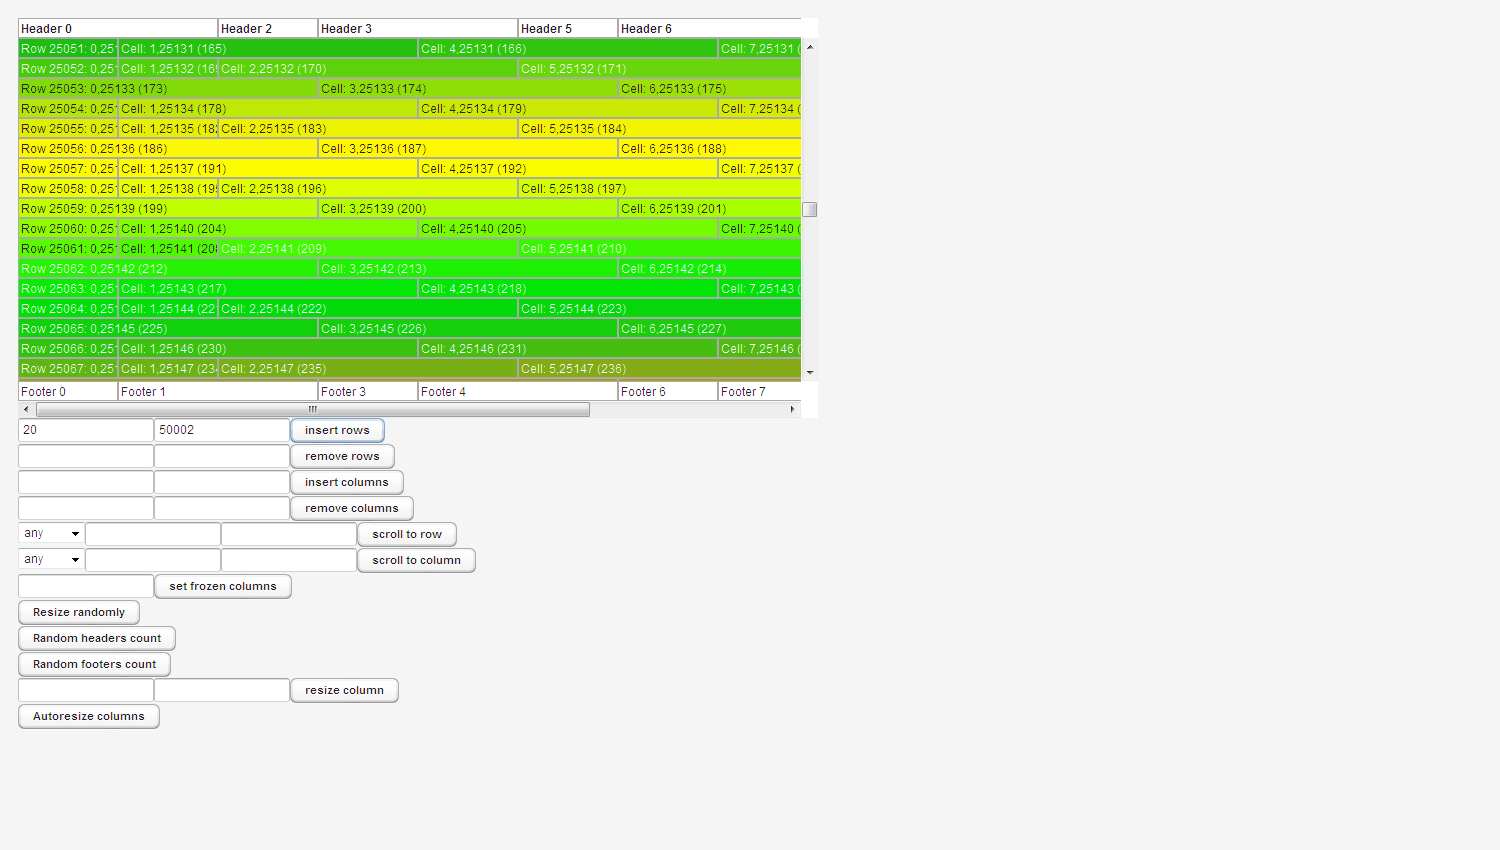 Header 0 Header 2 Header 3 Header 5 Header 6
Row 25051: 0,251 Cell: 1,25131 (165) Cell: 4,25131 (166) Cell: 7,25131 (
Row 25052: 0,251 Cell: 1,25132 (169 Cell: 2,25132 (170) Cell: 5,25132 (171)
Row 25053: 0,25133 (173) Cell: 3,25133 (174) Cell: 6,25133 (175)
Row 25054: 0,251 Cell: 1,25134 (178) Cell: 4,25134 (179) Cell: 7,25134 (
Row 25055: 0,251 Cell: 1,25135 (182 Cell: 2,25135 (183) Cell: 5,25135 (184)
Row 25056: 0,25136 (186) Cell: 3,25136 (187) Cell: 6,25136 (188)
Row 25057: 0,251 Cell: 1,25137 (191) Cell: 4,25137 (192) Cell: 7,25137 (
Row 25058: 0,251 Cell: 1,25138 (195 Cell: 2,25138 (196) Cell: 5,25138 (197)
Row 25059: 0,25139 (199) Cell: 3,25139 (200) Cell: 6,25139 (201)
Row 25060: 0,251 Cell: 1,25140 (204) Cell: 4,25140 (205) Cell: 7,25140 (
Row 25061: 0,251 Cell: 1,25141 (208 Cell: 2,25141 (209) Cell: 5,25141 (210)
Row 25062: 0,25142 (212) Cell: 3,25142 (213) Cell: 6,25142 (214)
Row 25063: 0,251 Cell: 1,25143 (217) Cell: 4,25143 (218) Cell: 7,25143 (
Row 25064: 0,251 Cell: 1,25144 (221 Cell: 2,25144 (222) Cell: 5,25144 (223)
Row 25065: 0,25145 (225) Cell: 3,25145 (226) Cell: 6,25145 (227)
Row 25066: 0,251 Cell: 1,25146 (230) Cell: 4,25146 (231) Cell: 7,25146 (
Row 25067: 0,251 Cell: 1,25147 (234 Cell: 2,25147 (235) Cell: 5,25147 (236)
Footer 0 Footer 1 Footer 3 Footer 4 Footer 6 Footer 7
20 50002 insert rows
remove rows
insert columns
remove columns
any scroll to row
any scroll to column
set frozen columns
Resize randomly
Random headers count
Random footers count
resize column
Autoresize columns